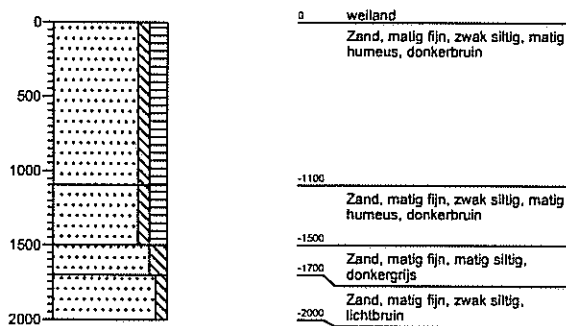 0
500
1000
1500
2000
0 weiland
Zand, matig fijn, zwak siltig, matig
humeus, donkerbruin
-1100
Zand, matig fijn, zwak siltig, matig
humeus, donkerbruin
-1500
Zand, matig fijn, matig siltig,
donkergrijs
-1700
Zand, matig fijn, zwak siltig,
lichtbruin
-2000